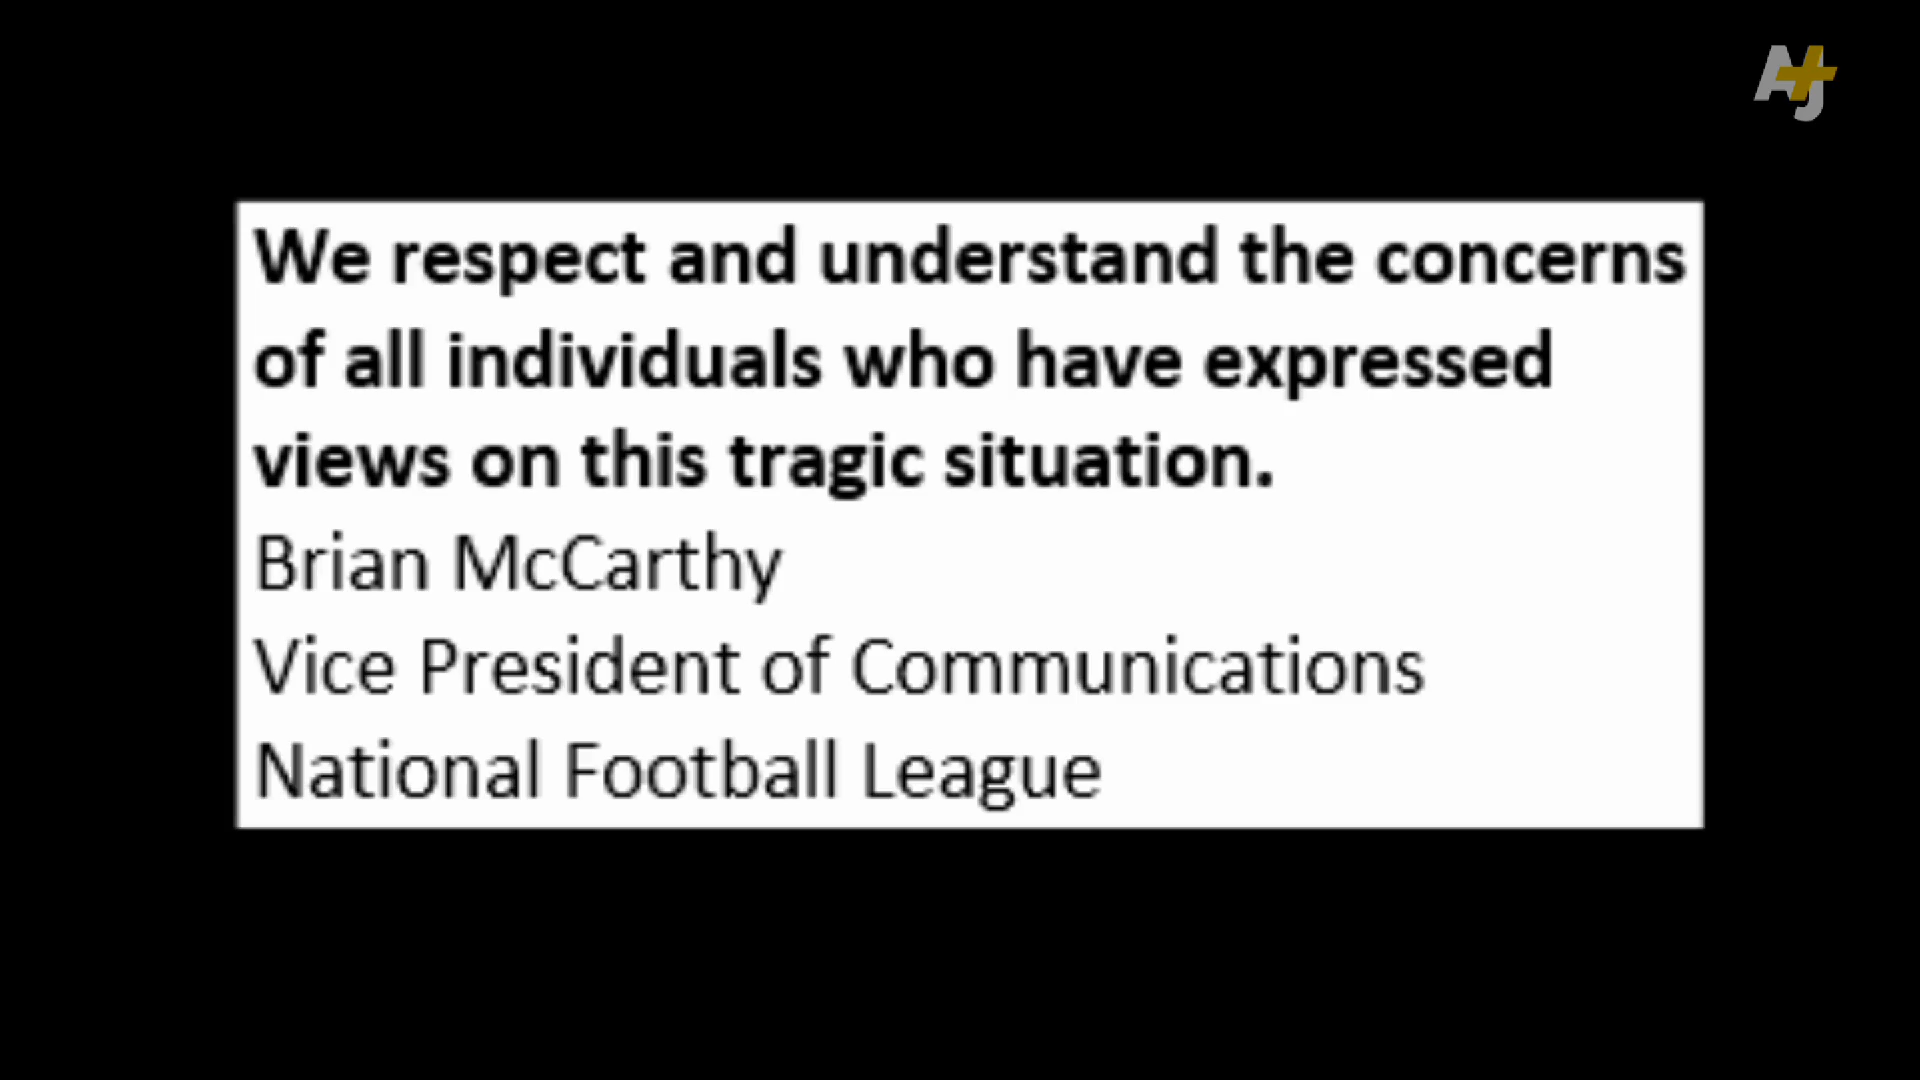 AJ+
We respect and understand the concerns
of all individuals who have expressed
views on this tragic situation.
Brian McCarthy
Vice President of Communications
National Football League